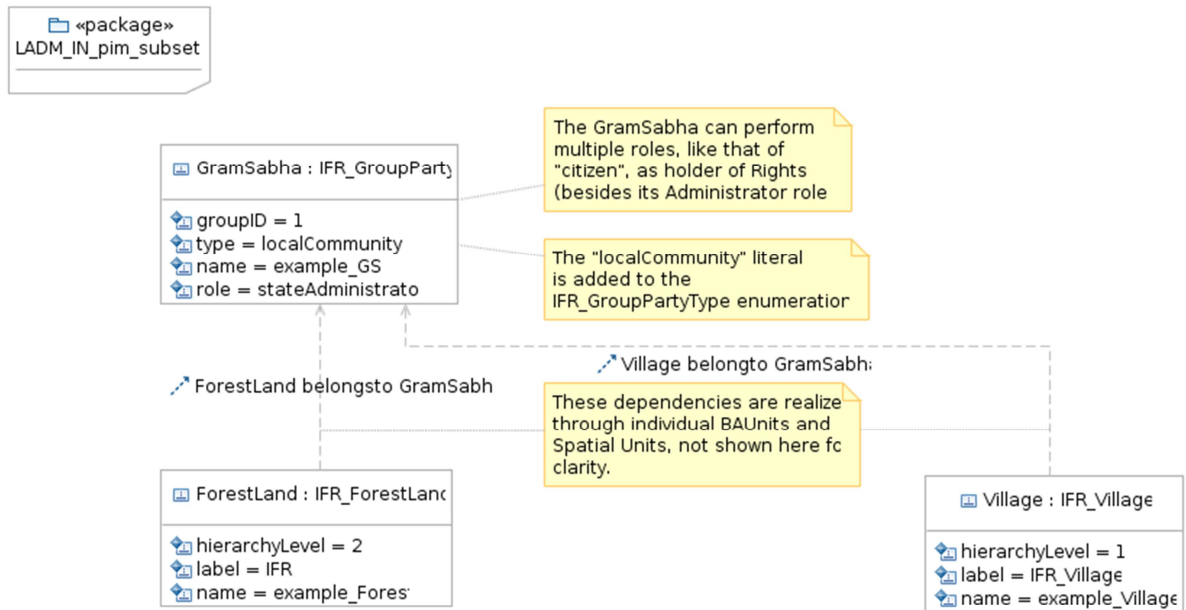 «package»
LADM_IN_pim_subset
GramSabha : IFR_GroupParty
groupID = 1
type = localCommunity
name = example_GS
role = stateAdministrato
The GramSabha can perform
multiple roles, like that of
"citizen", as holder of Rights
(besides its Administrator role
The "localCommunity" literal
is added to the
IFR_GroupPartyType enumeration
Village belongto GramSabha
ForestLand belongsto GramSabh
These dependencies are realize
through individual BAUnits and
Spatial Units, not shown here fo
clarity.
ForestLand : IFR_ForestLand
hierarchyLevel = 2
label = IFR
name = example_Fores
Village : IFR_Village
hierarchyLevel = 1
label = IFR_Village
name = example_Village